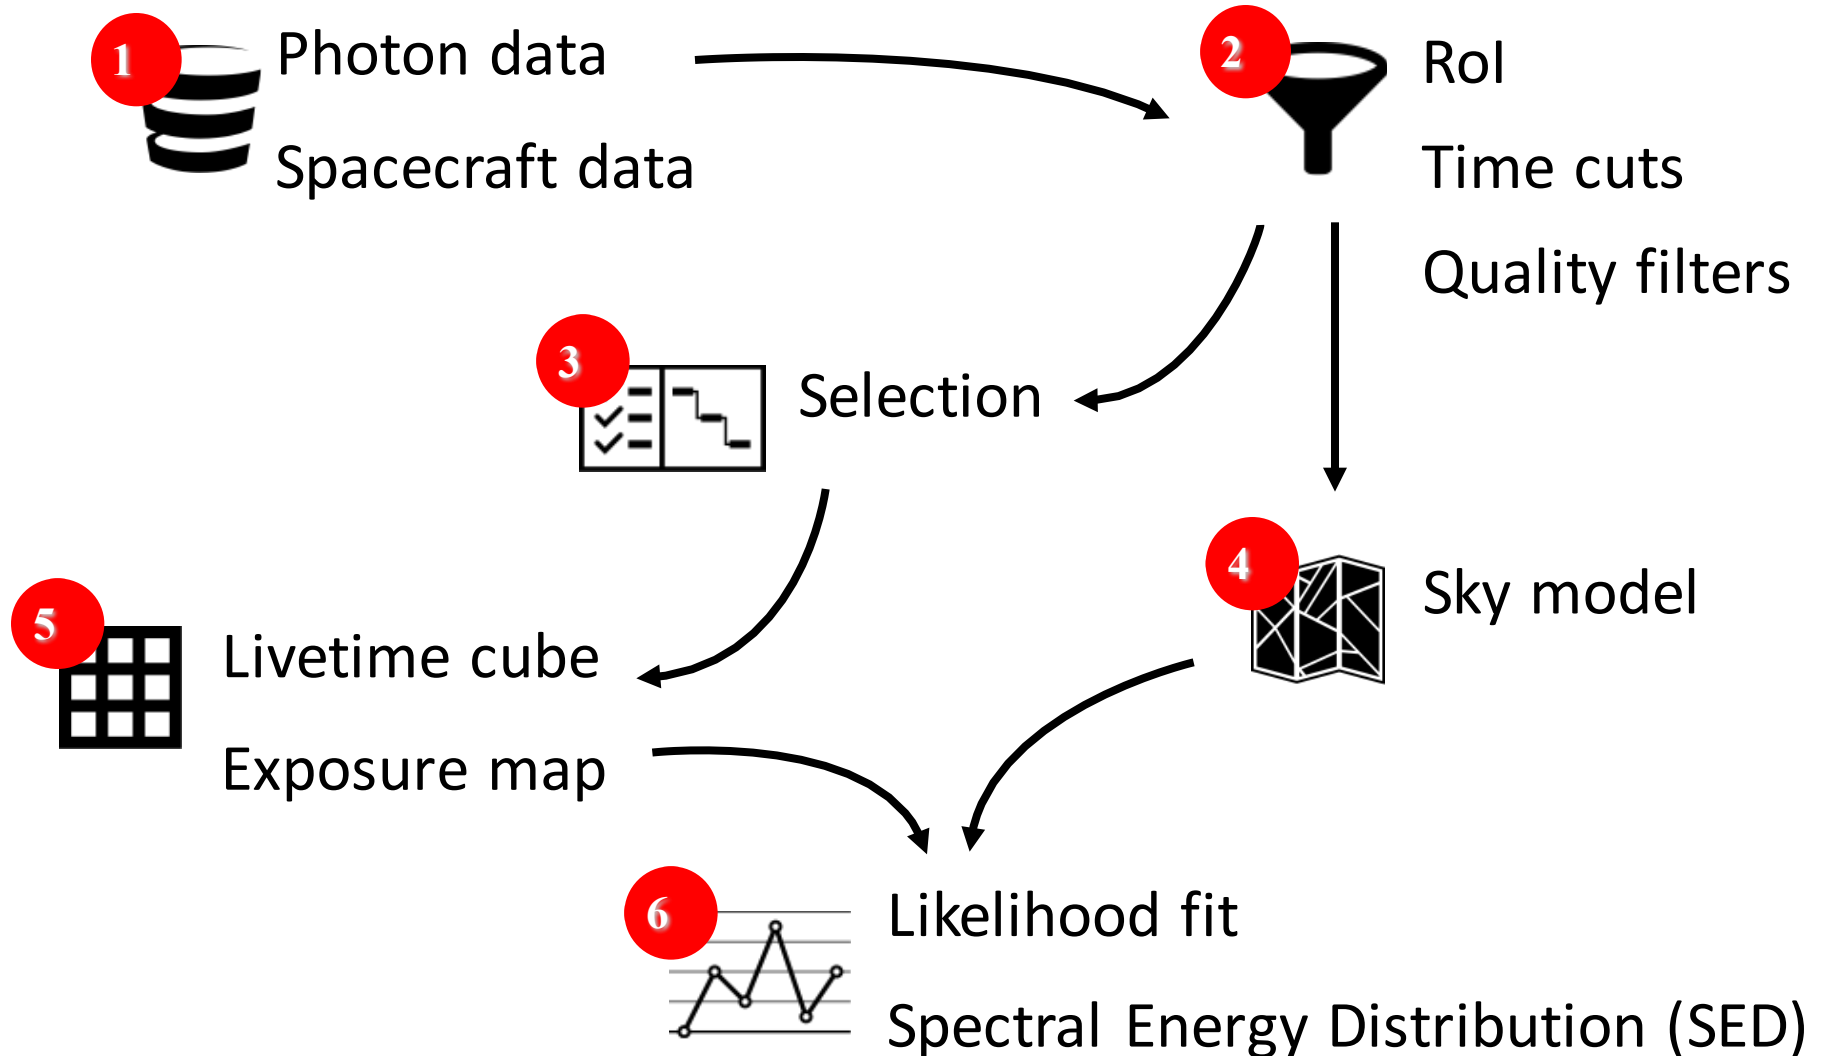 1
Photon data
Spacecraft data
2
RoI
Time cuts
Quality filters
3
Selection
4
Sky model
5
Livetime cube
Exposure map
6
Likelihood fit
Spectral Energy Distribution (SED)